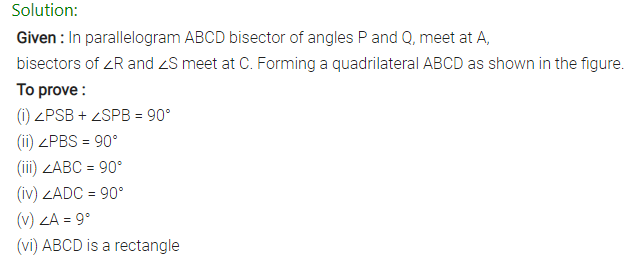 Solution:
Given : In parallelogram ABCD bisector of angles P and Q, meet at A,
bisectors of ∠R and ∠S meet at C. Forming a quadrilateral ABCD as shown in the figure.
To prove :
(i) ∠PSB + ∠SPB = 90°
(ii) ∠PBS = 90°
(iii) ∠ABC = 90°
(iv) ∠ADC = 90°
(v) ∠A = 9°
(vi) ABCD is a rectangle